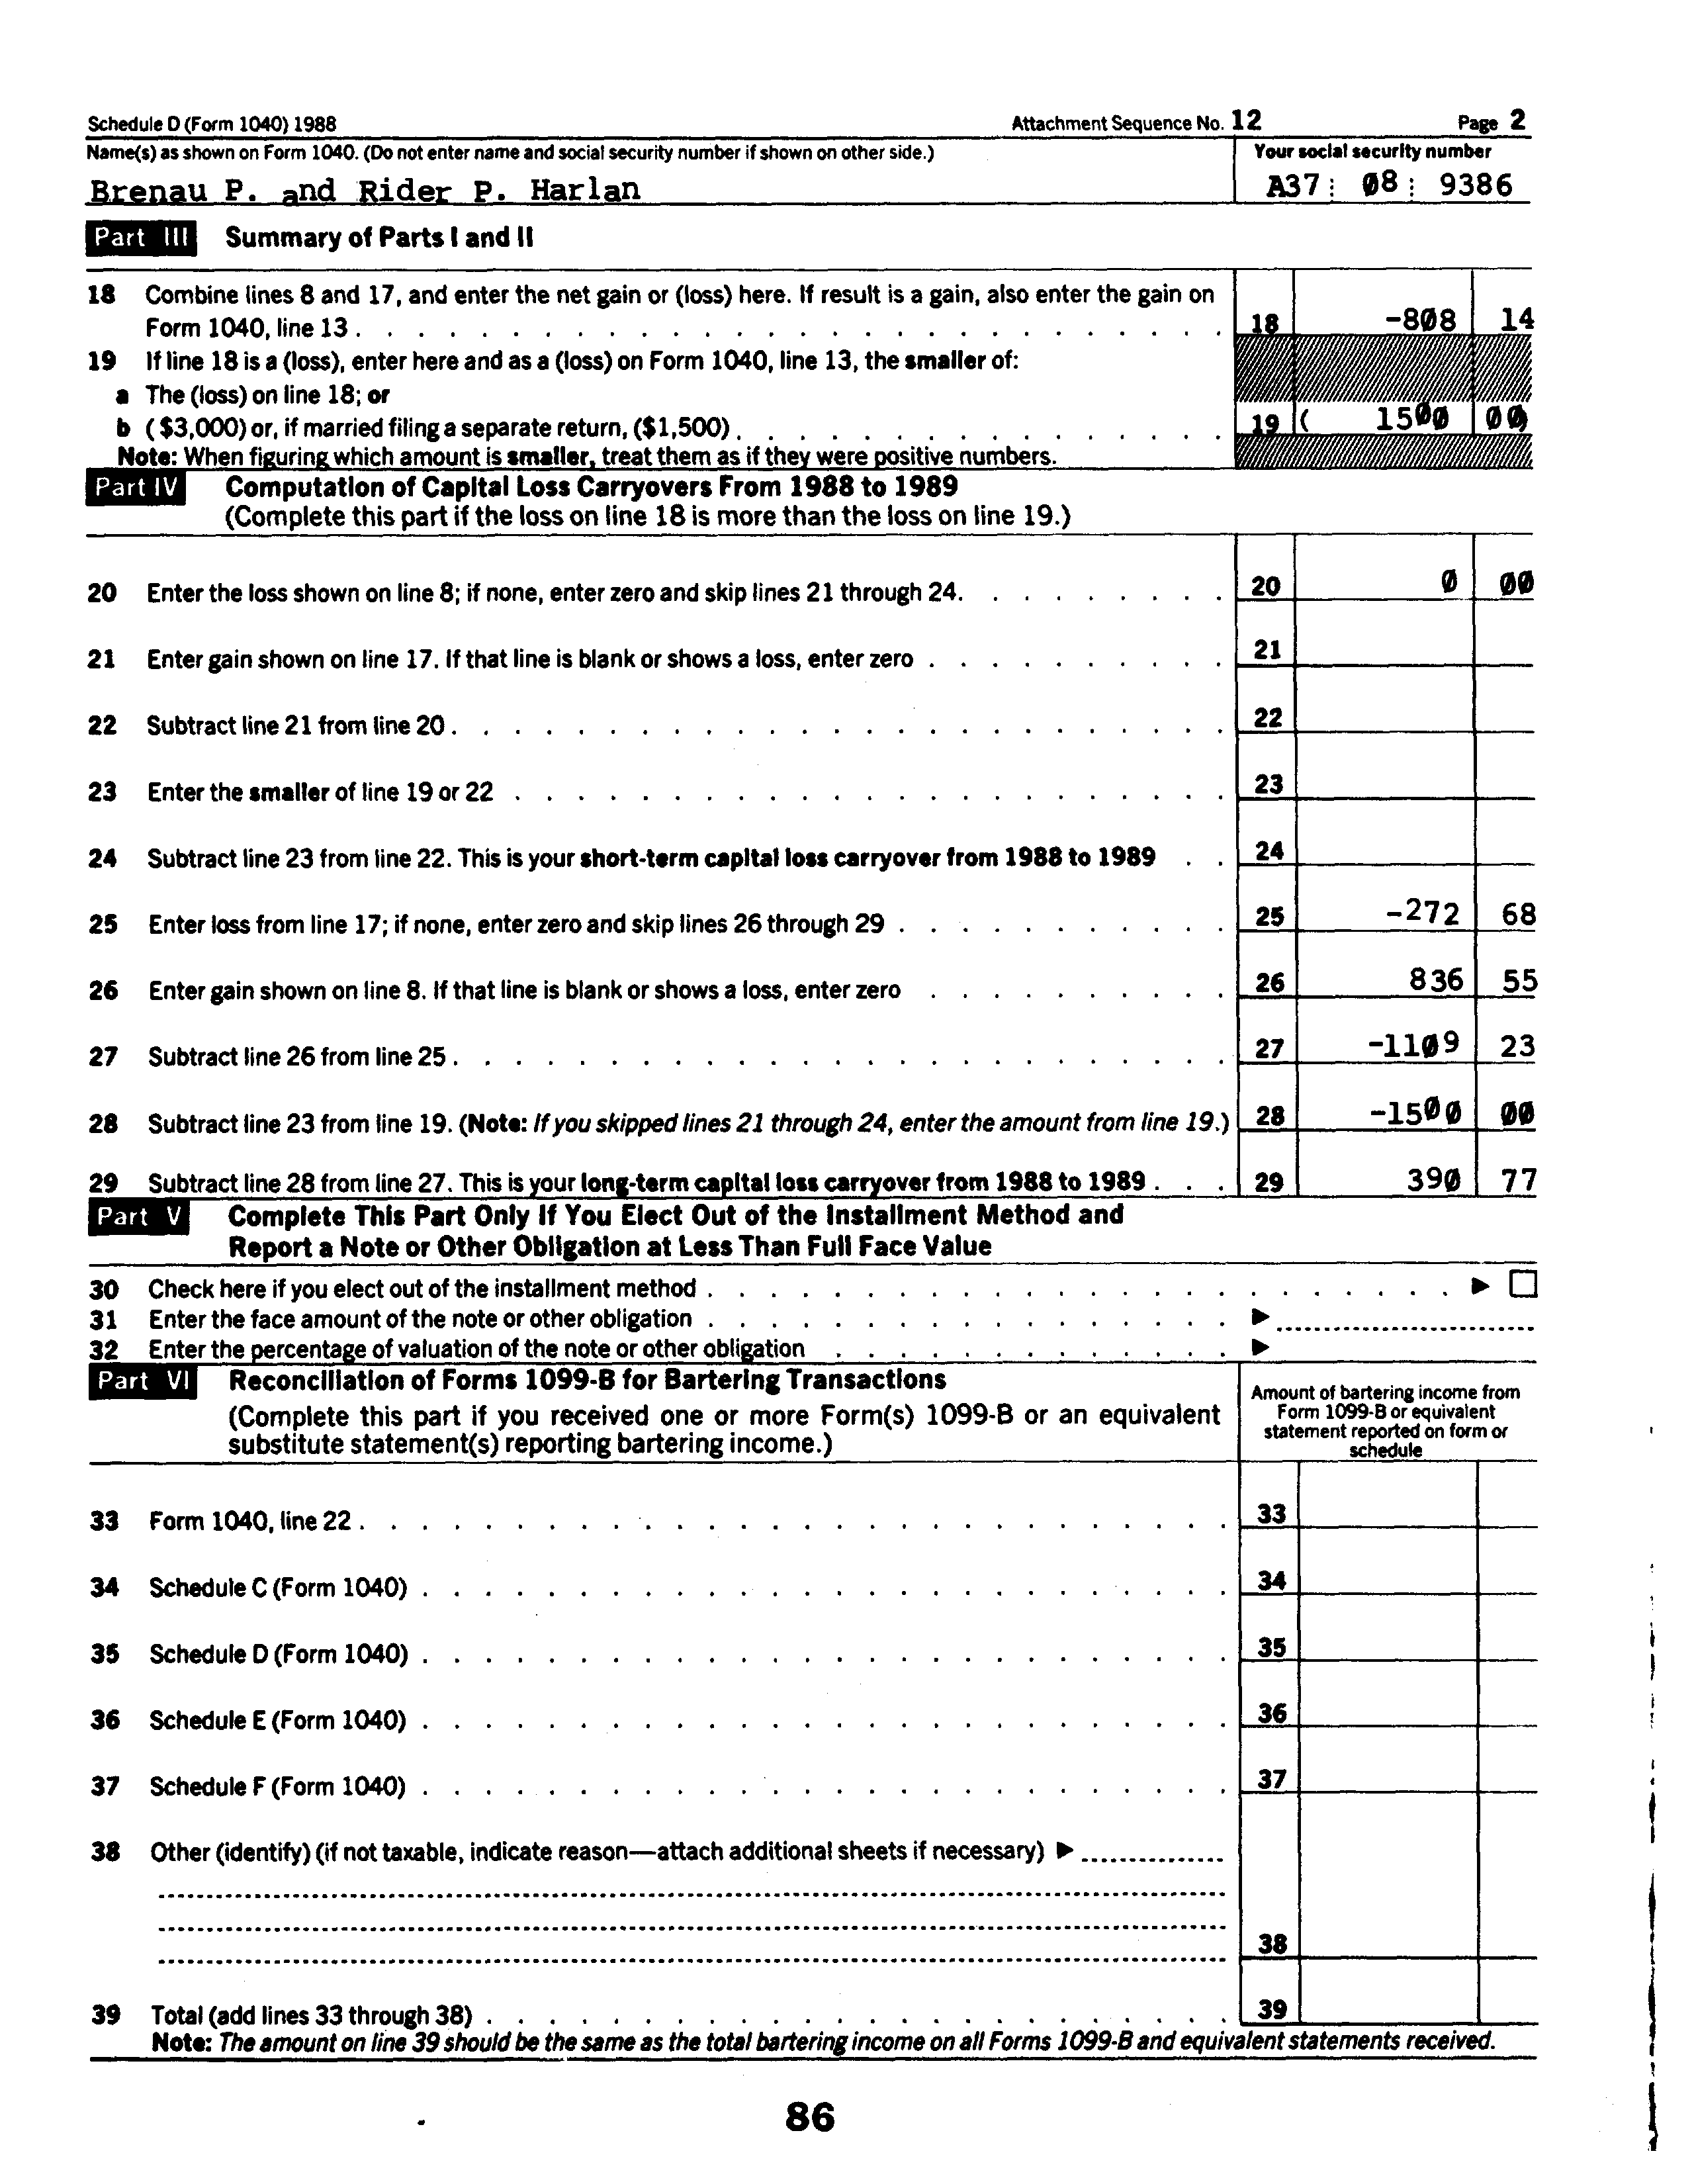 Schedule D (Form 1040) 1988 Attachment Sequence No. 12 Page 2
Name(s) as shown on Form 1040. (Do not enter name and social security number if shown on other side.) Your social security number
Brenau P. and Rider P. Harlan A37 08 9386
Part III Summary of Parts I and II
18 Combine lines 8 and 17, and enter the net gain or (loss) here. If result is a gain, also enter the gain on
Form 1040, line 13 . . . 18 -808 14
19 If line 18 is a (loss), enter here and as a (loss) on Form 1040, line 13, the smaller of:
a The (loss) on line 18; or
b ($3,000) or, if married filing a separate return, ($1,500) . . . 19 ( 1500 00)
Note: When figuring which amount is smaller, treat them as if they were positive numbers.
Part IV Computation of Capital Loss Carryovers From 1988 to 1989
(Complete this part if the loss on line 18 is more than the loss on line 19.)
20 Enter the loss shown on line 8; if none, enter zero and skip lines 21 through 24. . . . 20 0 00
21 Enter gain shown on line 17. If that line is blank or shows a loss, enter zero . . . 21
22 Subtract line 21 from line 20 . . . 22
23 Enter the smaller of line 19 or 22 . . . 23
24 Subtract line 23 from line 22. This is your short-term capital loss carryover from 1988 to 1989 . . 24
25 Enter loss from line 17; if none, enter zero and skip lines 26 through 29 . . . 25 -272 68
26 Enter gain shown on line 8. If that line is blank or shows a loss, enter zero . . . 26 836 55
27 Subtract line 26 from line 25 . . . 27 -1109 23
28 Subtract line 23 from line 19. (Note: If you skipped lines 21 through 24, enter the amount from line 19.) 28 -1500 00
29 Subtract line 28 from line 27. This is your long-term capital loss carryover from 1988 to 1989 . . . 29 390 77
Part V Complete This Part Only If You Elect Out of the Installment Method and
Report a Note or Other Obligation at Less Than Full Face Value
30 Check here if you elect out of the installment method . . . ▶ ☐
31 Enter the face amount of the note or other obligation . . . ▶
32 Enter the percentage of valuation of the note or other obligation . . . ▶
Part VI Reconciliation of Forms 1099-B for Bartering Transactions
(Complete this part if you received one or more Form(s) 1099-B or an equivalent
substitute statement(s) reporting bartering income.)
Amount of bartering income from
Form 1099-B or equivalent
statement reported on form or
schedule
33 Form 1040, line 22 . . . 33
34 Schedule C (Form 1040) . . . 34
35 Schedule D (Form 1040) . . . 35
36 Schedule E (Form 1040) . . . 36
37 Schedule F (Form 1040) . . . 37
38 Other (identify) (if not taxable, indicate reason—attach additional sheets if necessary) ▶
38
39 Total (add lines 33 through 38) . . . 39
Note: The amount on line 39 should be the same as the total bartering income on all Forms 1099-B and equivalent statements received.
86